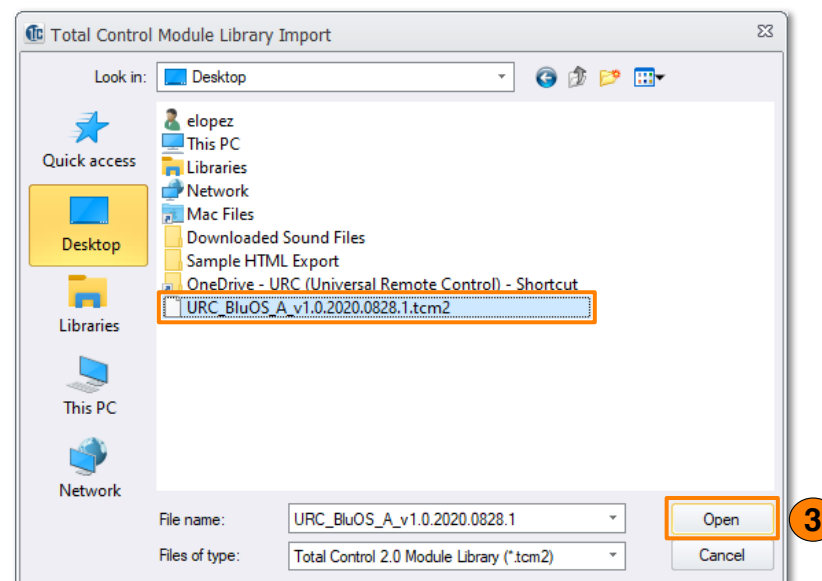 TC Total Control Module Library Import
Look in: Desktop
Quick access
Desktop
Libraries
This PC
Network
elopez
This PC
Libraries
Network
Mac Files
Downloaded Sound Files
Sample HTML Export
OneDrive - URC (Universal Remote Control) - Shortcut
URC_BluOS_A_v1.0.2020.0828.1.tcm2
File name: URC_BluOS_A_v1.0.2020.0828.1 Open 3
Files of type: Total Control 2.0 Module Library (*.tcm2) Cancel